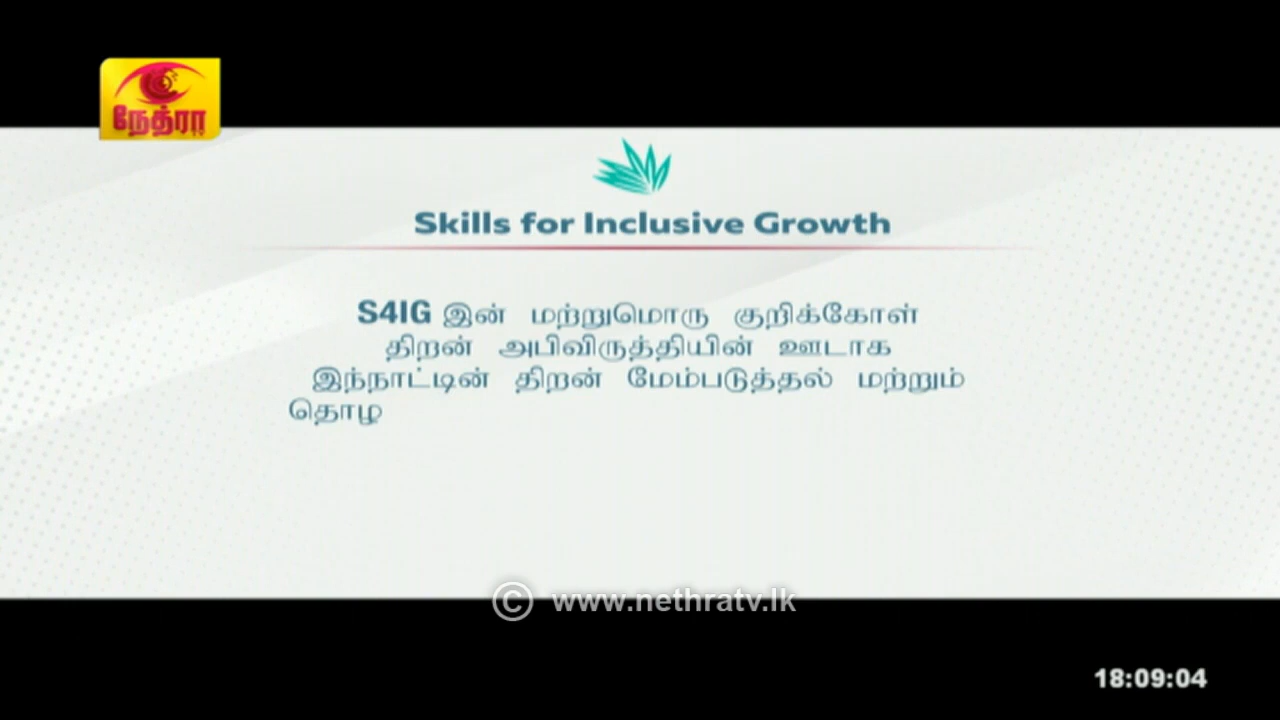 நேத்ரா
Skills for Inclusive Growth
S4IG இன் மற்றுமொரு குறிக்கோள்
திறன் அபிவிருத்தியின் ஊடாக
இந்நாட்டின் திறன் மேம்படுத்தல் மற்றும்
தொழ
© www.nethratv.lk
18:09:04